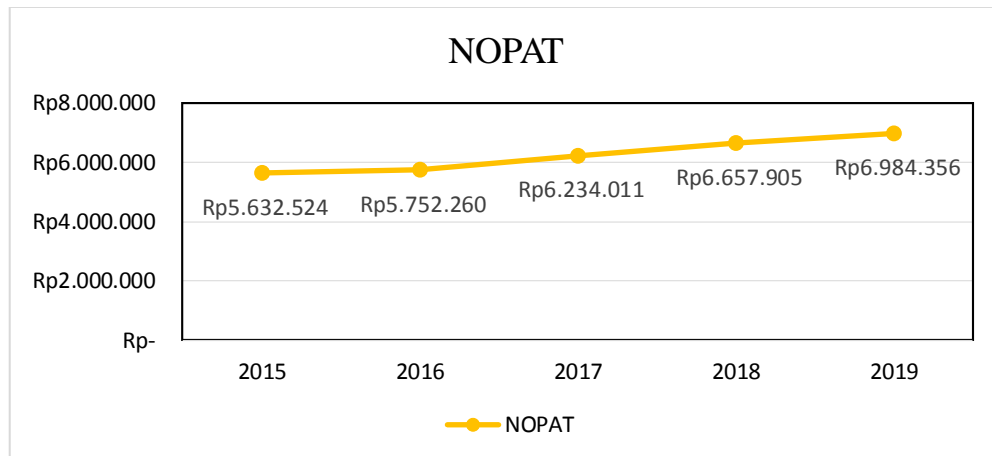 NOPAT
Rp8.000.000
Rp6.000.000
Rp4.000.000
Rp2.000.000
Rp-
Rp5.632.524
Rp5.752.260
Rp6.234.011
Rp6.657.905
Rp6.984.356
2015 2016 2017 2018 2019
NOPAT